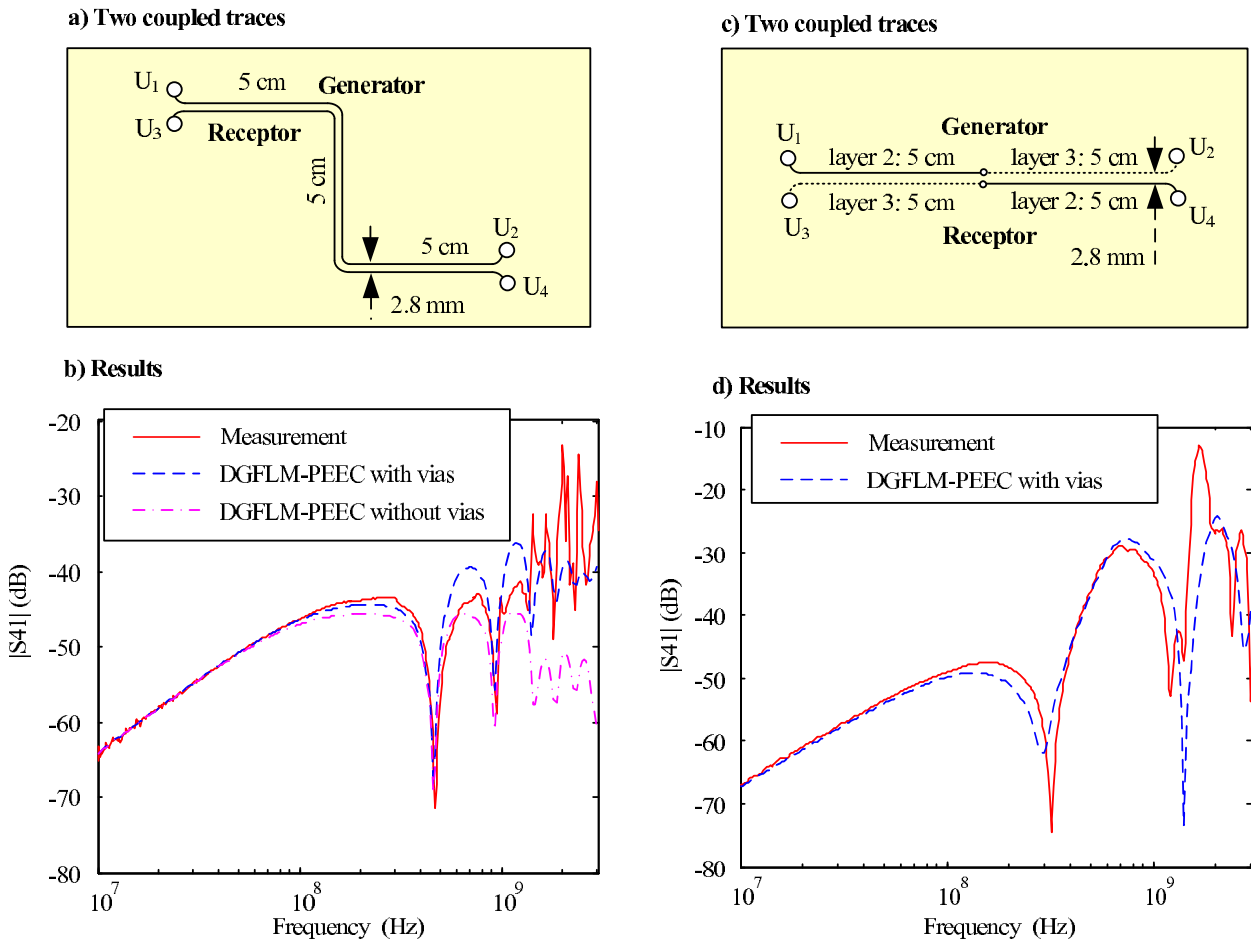 a) Two coupled traces
U1
5 cm
Generator
U3
Receptor
5 cm
U2
5 cm
U4
2.8 mm
b) Results
-20
-30
-40
-50
-60
-70
-80
|S41| (dB)
Measurement
DGFLM-PEEC with vias
DGFLM-PEEC without vias
10^7
10^8
10^9
Frequency (Hz)
c) Two coupled traces
Generator
U1
U2
layer 2: 5 cm
layer 3: 5 cm
layer 3: 5 cm
layer 2: 5 cm
U3
U4
Receptor
2.8 mm
d) Results
-10
-20
-30
-40
-50
-60
-70
-80
|S41| (dB)
Measurement
DGFLM-PEEC with vias
10^7
10^8
10^9
Frequency (Hz)